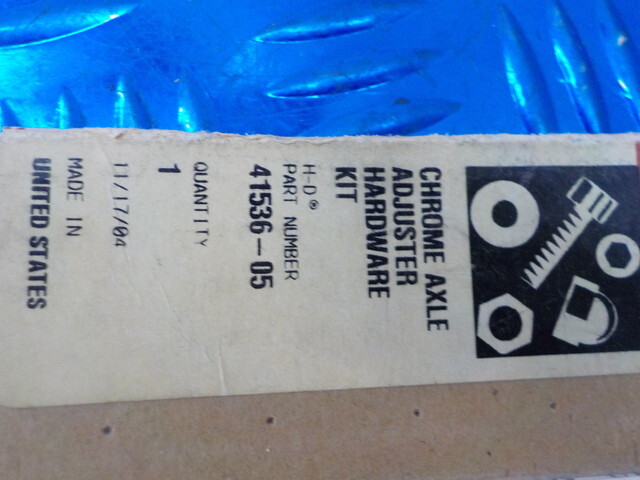 CHROME AXLE
ADJUSTER
HARDWARE
KIT
H-D®
PART NUMBER
41536-05
QUANTITY
1
11/17/04
MADE IN
UNITED STATES